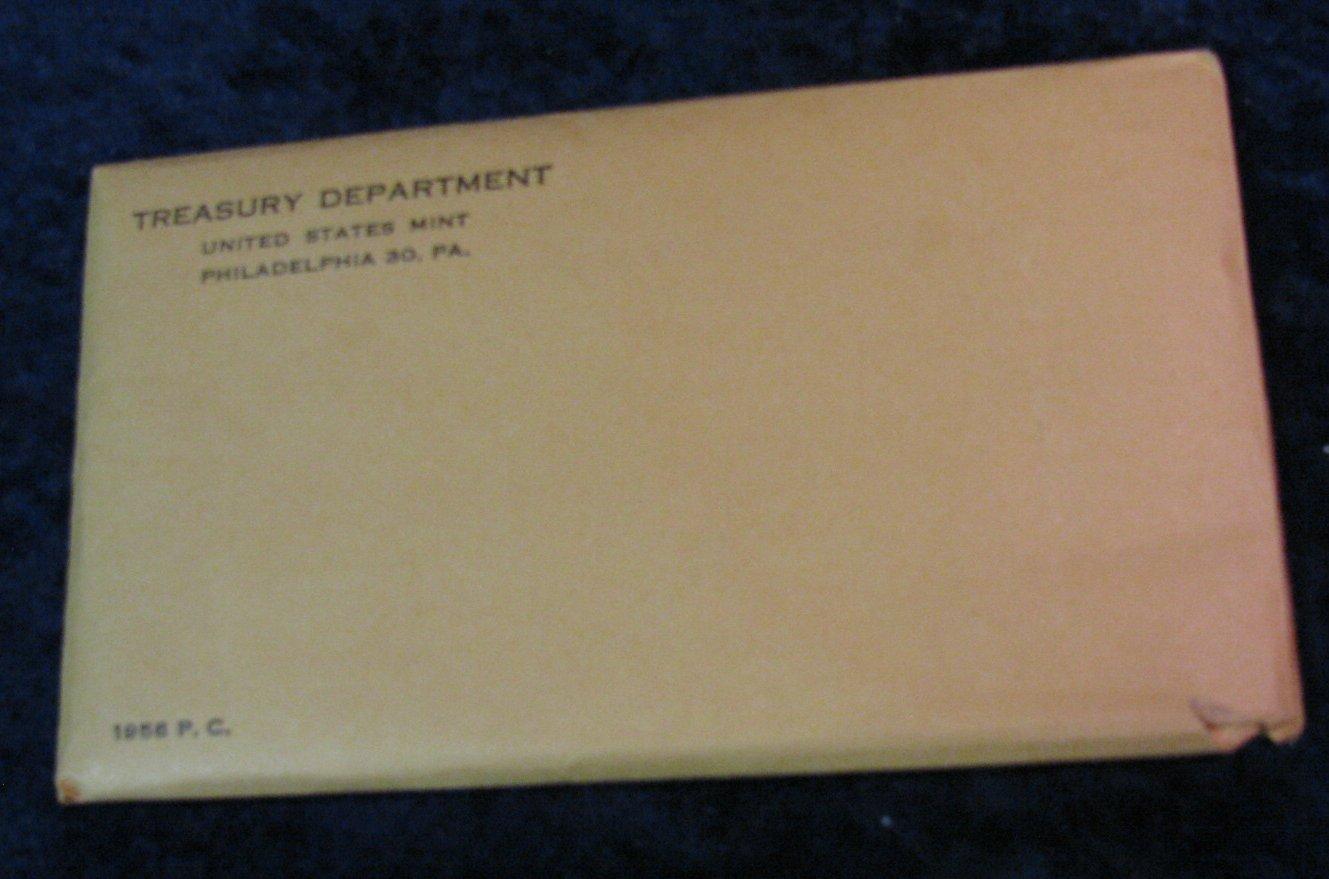 TREASURY DEPARTMENT
UNITED STATES MINT
PHILADELPHIA 30, PA.
1956 P. C.